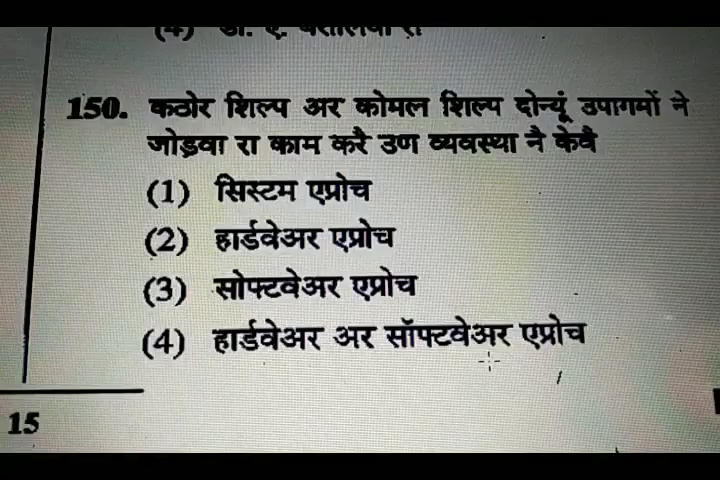 150. कठोर शिल्प अर कोमल शिल्प दोन्यूं उपागमों ने
जोड़वा रा काम करै उण व्यवस्था नै केवै
(1) सिस्टम एप्रोच
(2) हार्डवेअर एप्रोच
(3) सोफ्टवेअर एप्रोच
(4) हार्डवेअर अर सॉफ्टवेअर एप्रोच
15